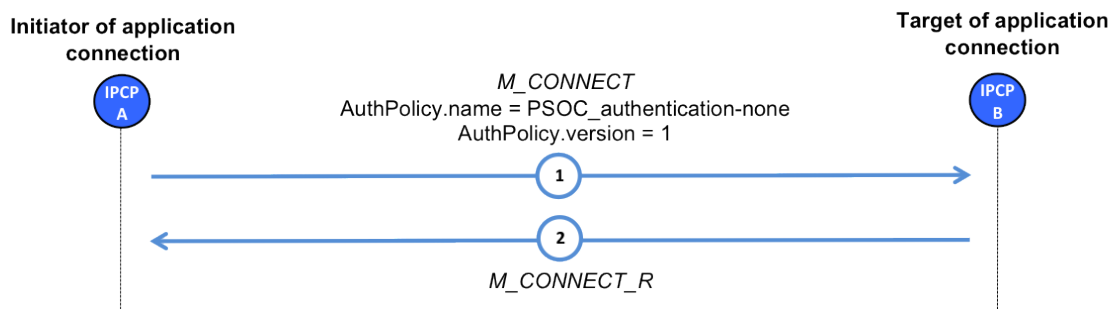 Initiator of application
connection
Target of application
connection
IPCP
A
IPCP
B
M_CONNECT
AuthPolicy.name = PSOC_authentication-none
AuthPolicy.version = 1
1
2
M_CONNECT_R